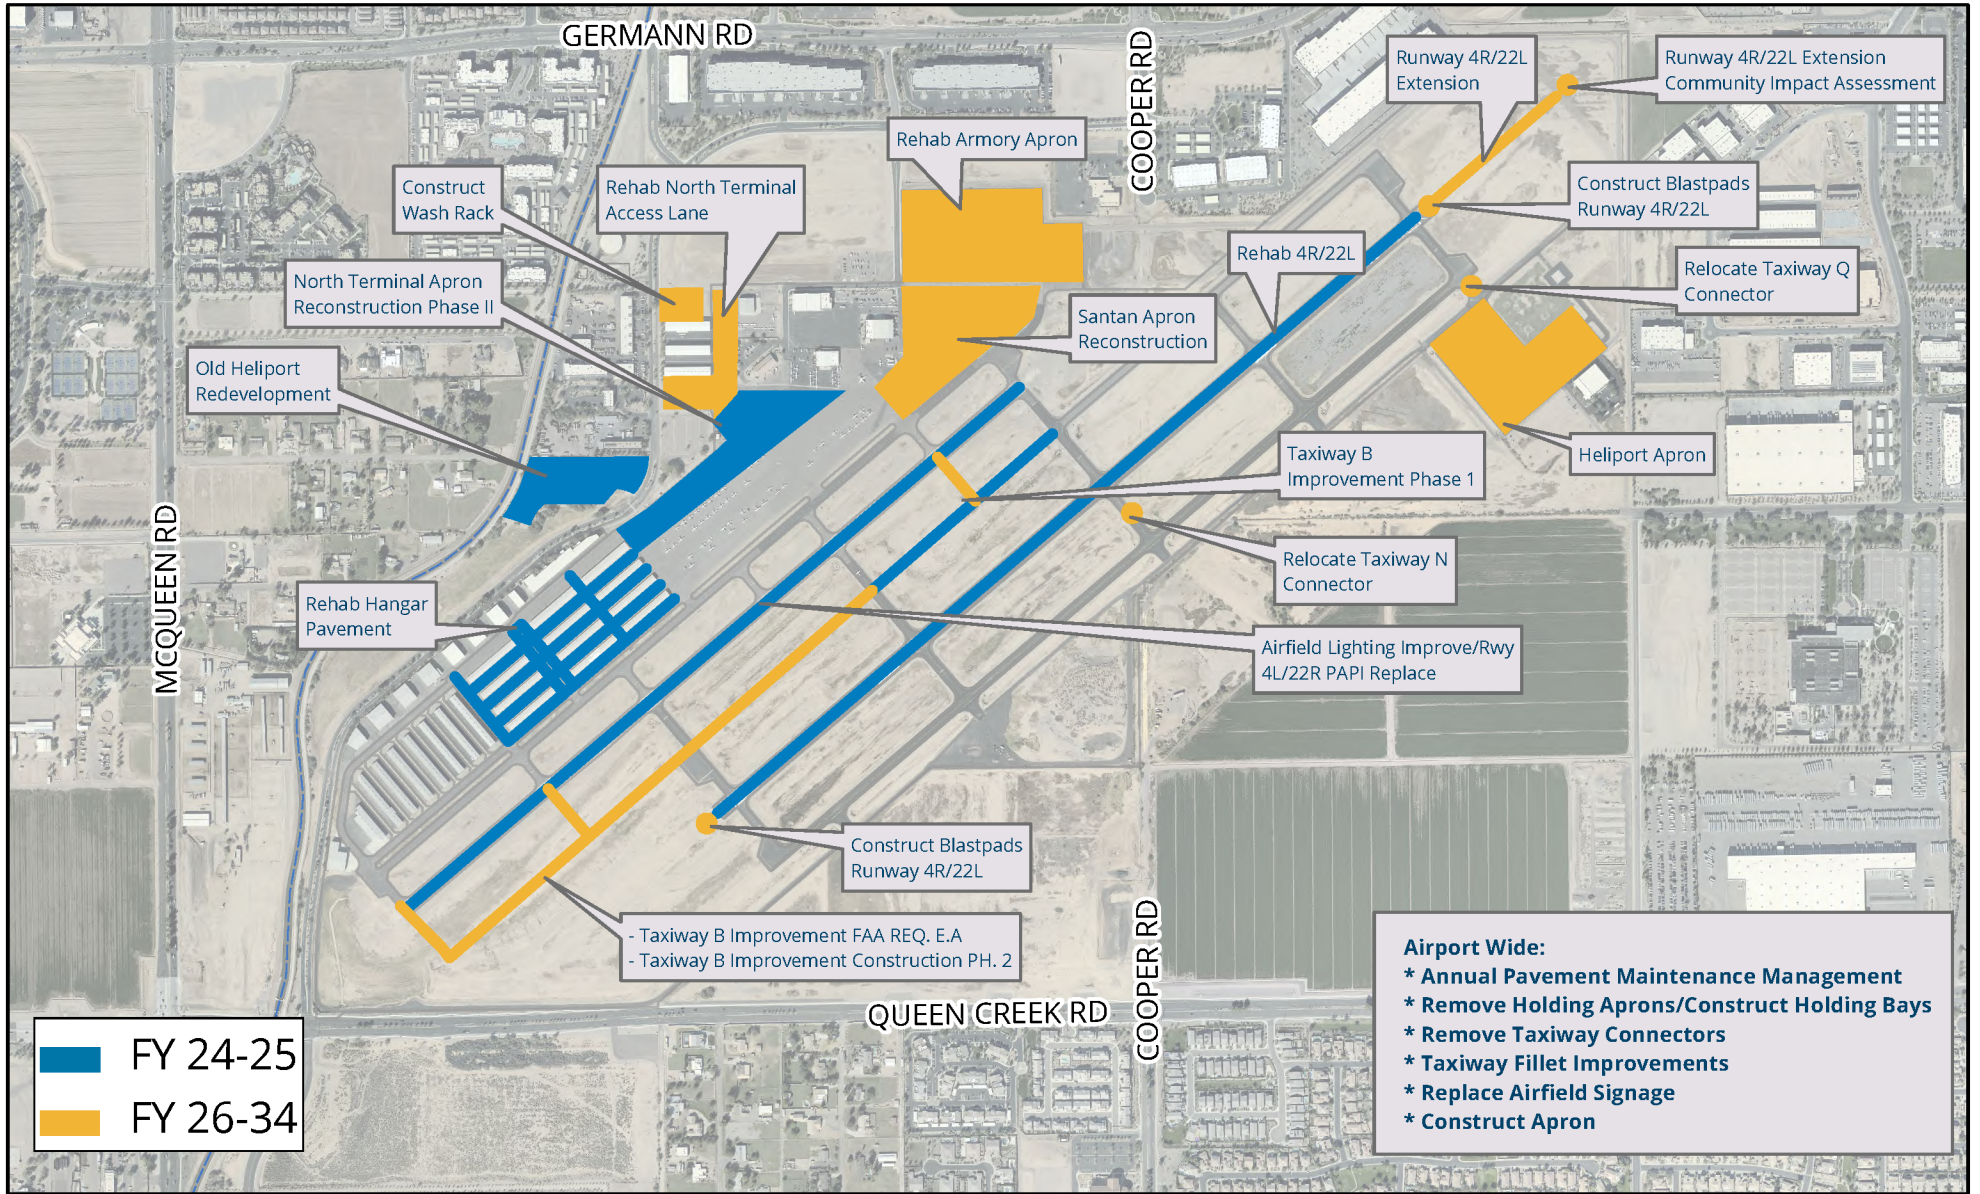 GERMANN RD
COOPER RD
Runway 4R/22L
Extension
Runway 4R/22L Extension
Community Impact Assessment
Rehab Armory Apron
Construct
Wash Rack
Rehab North Terminal
Access Lane
Construct Blastpads
Runway 4R/22L
Rehab 4R/22L
North Terminal Apron
Reconstruction Phase II
Relocate Taxiway Q
Connector
Santan Apron
Reconstruction
Old Heliport
Redevelopment
Taxiway B
Improvement Phase 1
Heliport Apron
MCQUEEN RD
Relocate Taxiway N
Connector
Rehab Hangar
Pavement
Airfield Lighting Improve/Rwy
4L/22R PAPI Replace
Construct Blastpads
Runway 4R/22L
- Taxiway B Improvement FAA REQ. E.A
- Taxiway B Improvement Construction PH. 2
COOPER RD
QUEEN CREEK RD
Airport Wide:
* Annual Pavement Maintenance Management
* Remove Holding Aprons/Construct Holding Bays
* Remove Taxiway Connectors
* Taxiway Fillet Improvements
* Replace Airfield Signage
* Construct Apron
FY 24-25
FY 26-34